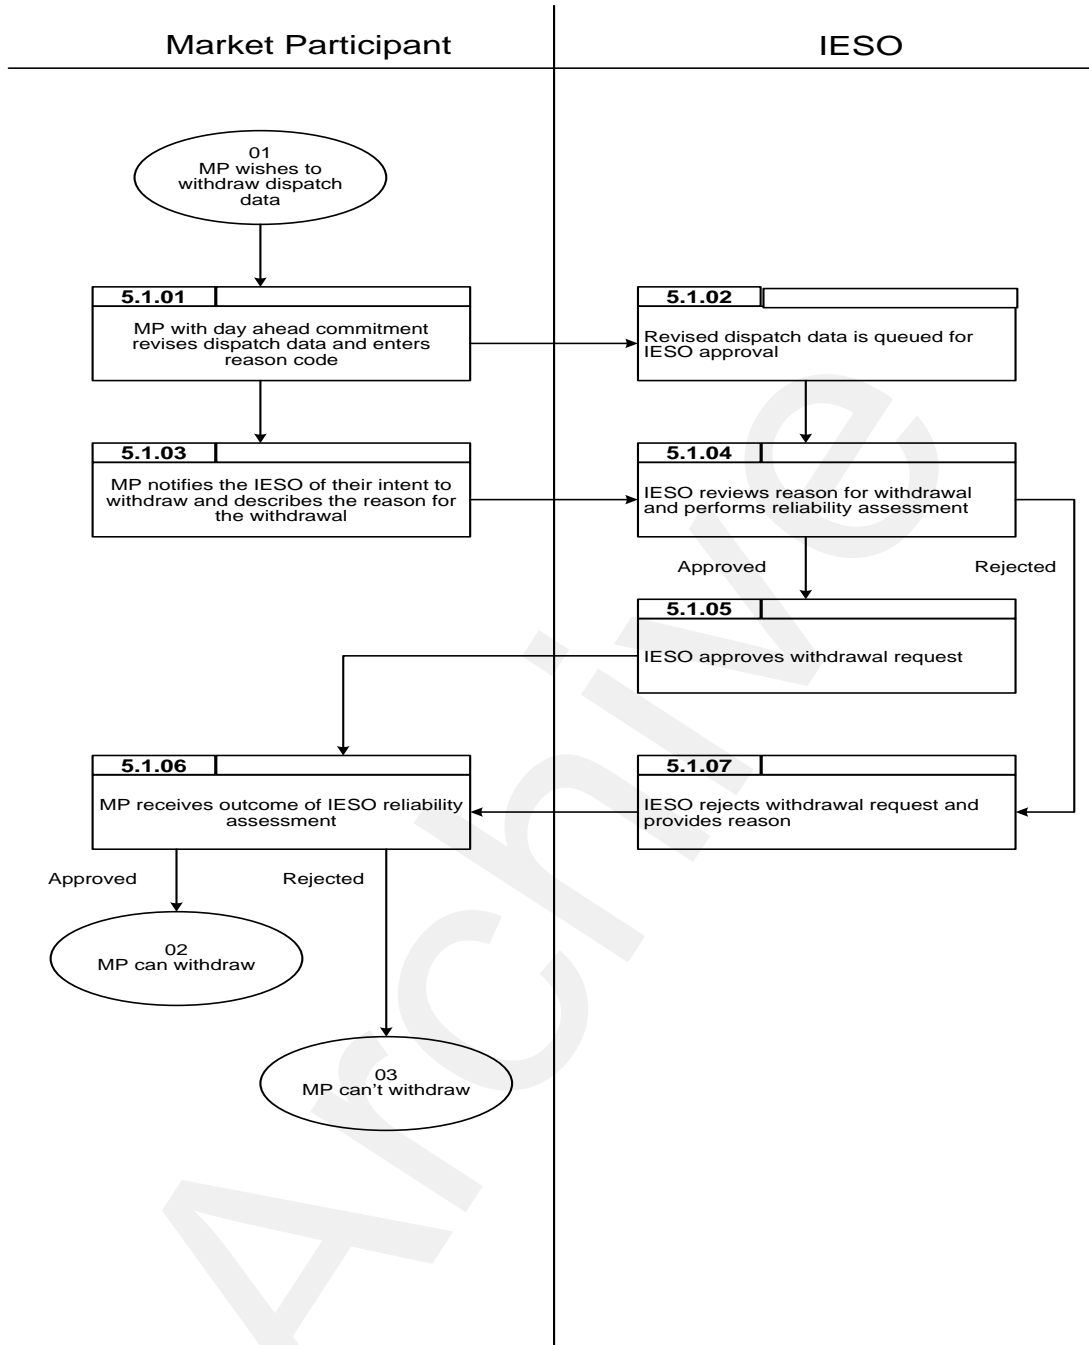 Market Participant
IESO
01
MP wishes to
withdraw dispatch
data
5.1.01
MP with day ahead commitment
revises dispatch data and enters
reason code
5.1.02
Revised dispatch data is queued for
IESO approval
5.1.03
MP notifies the IESO of their intent to
withdraw and describes the reason for
the withdrawal
5.1.04
IESO reviews reason for withdrawal
and performs reliability assessment
Approved
Rejected
5.1.05
IESO approves withdrawal request
5.1.06
MP receives outcome of IESO reliability
assessment
5.1.07
IESO rejects withdrawal request and
provides reason
Approved
Rejected
02
MP can withdraw
03
MP can't withdraw
Archive